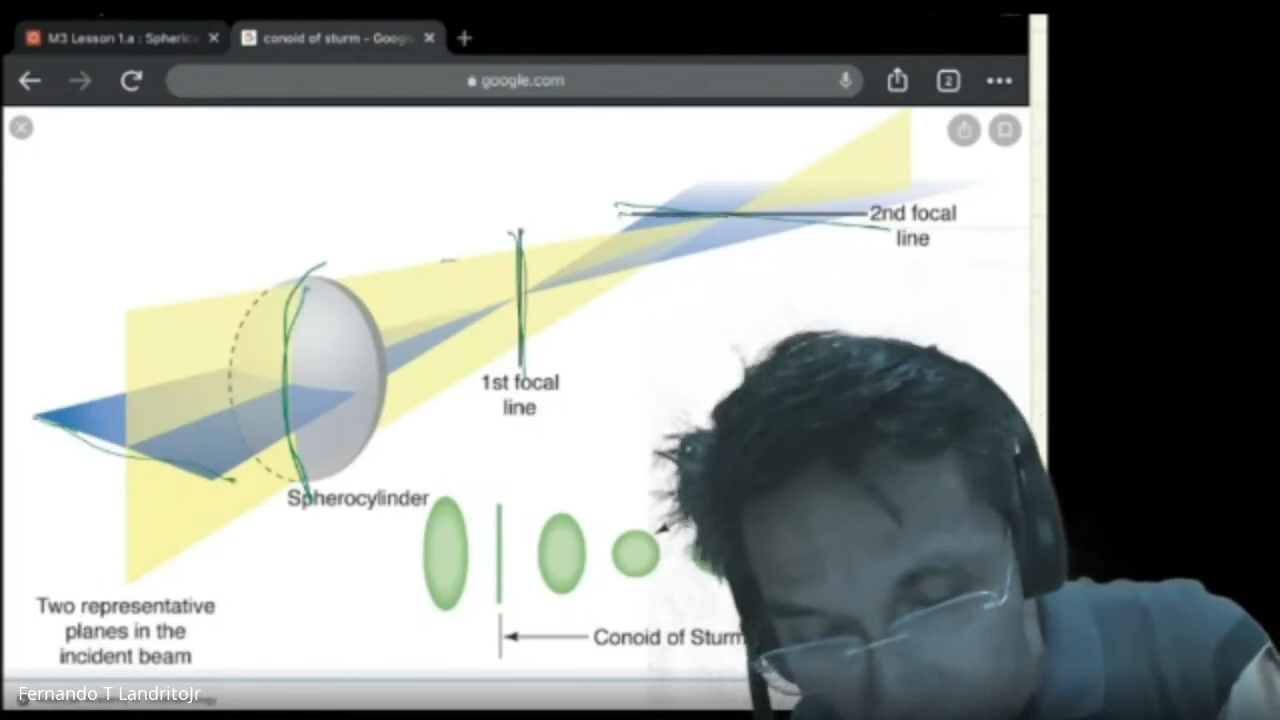 M3 Lesson 1.a : Spheric
conoid of sturm - Goog
google.com
2
2nd focal
line
1st focal
line
Spherocylinder
Two representative
planes in the
incident beam
Conoid of Sturm
Fernando T LandritoJr